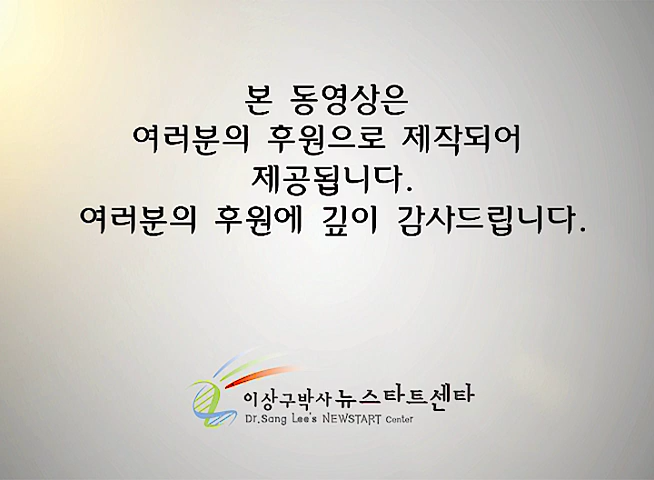 본 동영상은
여러분의 후원으로 제작되어
제공됩니다.
여러분의 후원에 깊이 감사드립니다.
이상구박사 뉴스타트센타
Dr.Sang Lee's NEWSTART Center